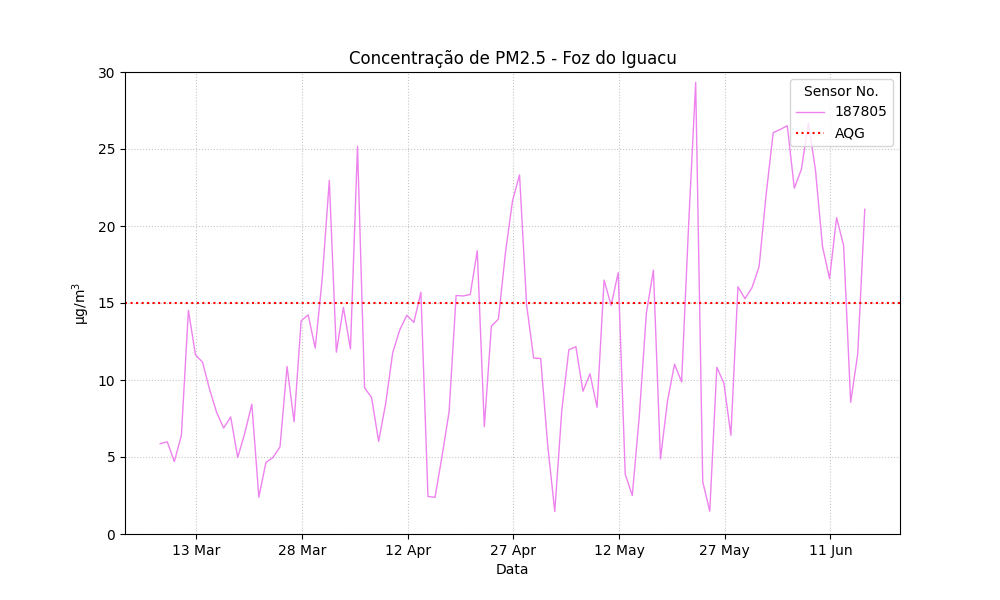 Concentração de PM2.5 - Foz do Iguacu
Sensor No.
187805
AQG
30
25
20
15
10
5
0
µg/m³
13 Mar
28 Mar
12 Apr
27 Apr
12 May
27 May
11 Jun
Data